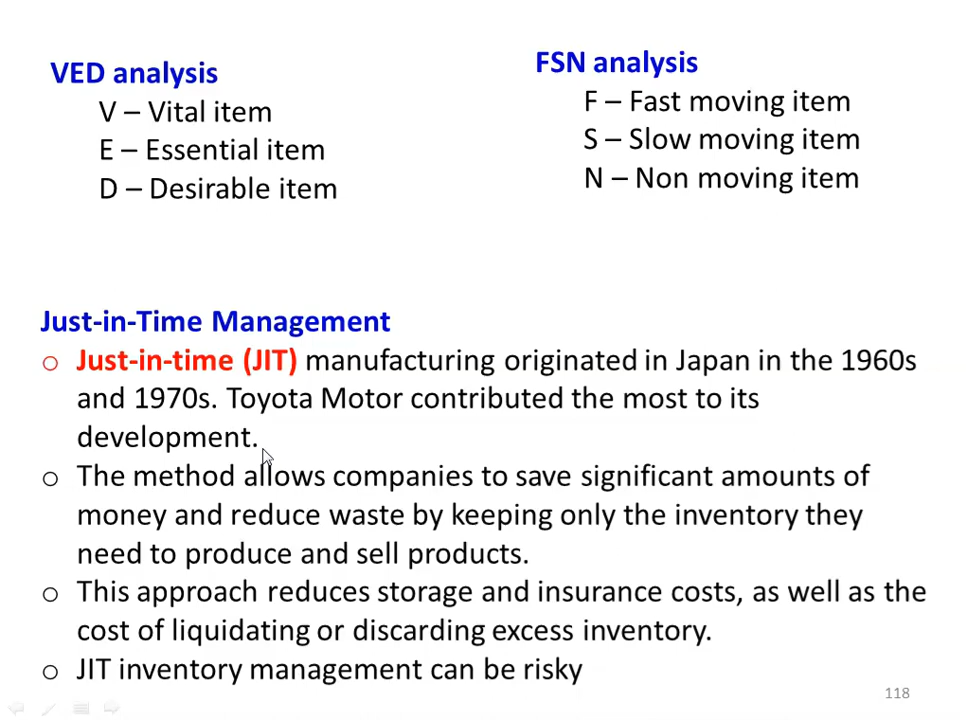 VED analysis
V – Vital item
E – Essential item
D – Desirable item
FSN analysis
F – Fast moving item
S – Slow moving item
N – Non moving item
Just-in-Time Management
o Just-in-time (JIT) manufacturing originated in Japan in the 1960s
and 1970s. Toyota Motor contributed the most to its
development.
o The method allows companies to save significant amounts of
money and reduce waste by keeping only the inventory they
need to produce and sell products.
o This approach reduces storage and insurance costs, as well as the
cost of liquidating or discarding excess inventory.
o JIT inventory management can be risky
118